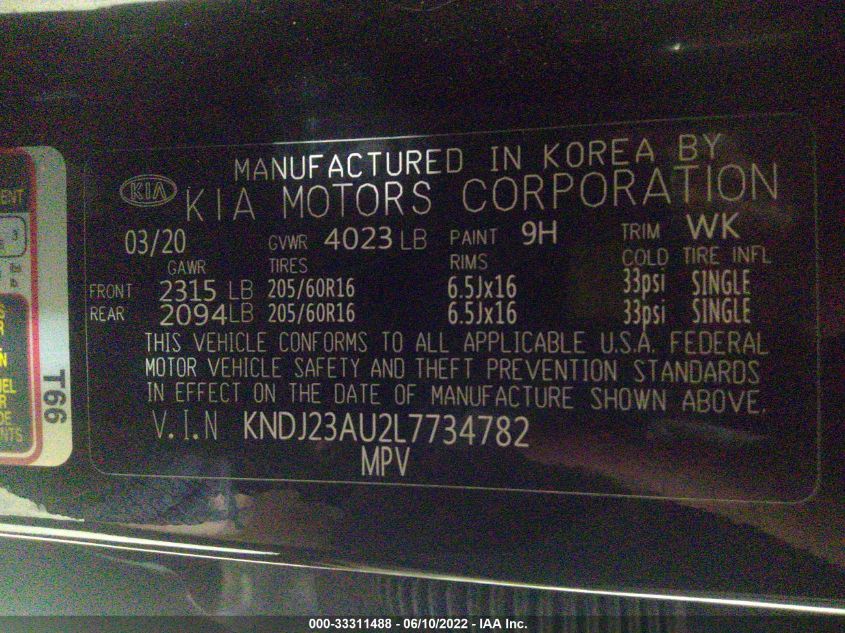 MANUFACTURED IN KOREA BY
KIA KIA MOTORS CORPORATION
03/20 GVWR 4023 LB PAINT 9H TRIM WK
GAWR TIRES RIMS COLD TIRE INFL
FRONT 2315 LB 205/60R16 6.5Jx16 33psi SINGLE
REAR 2094 LB 205/60R16 6.5Jx16 33psi SINGLE
THIS VEHICLE CONFORMS TO ALL APPLICABLE U.S.A. FEDERAL
MOTOR VEHICLE SAFETY AND THEFT PREVENTION STANDARDS
IN EFFECT ON THE DATE OF MANUFACTURE SHOWN ABOVE.
V.I.N KNDJ23AU2L7734782
MPV
T66
000-33311488 - 06/10/2022 - IAA Inc.